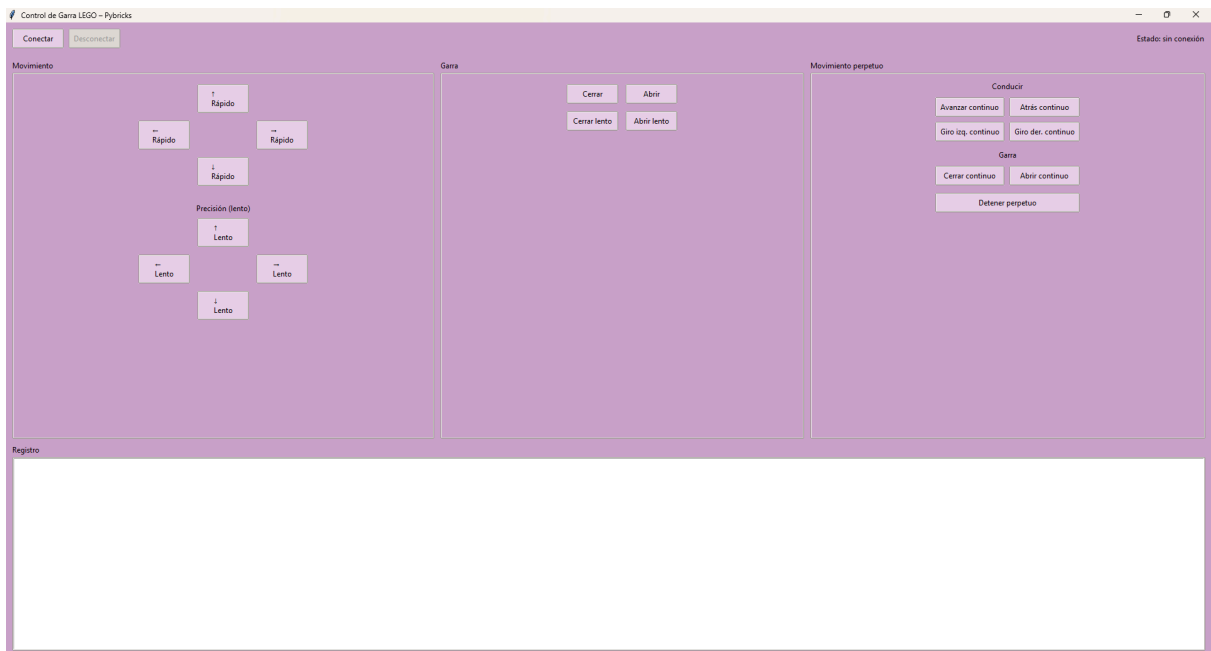 Control de Garra LEGO – Pybricks
Conectar Desconectar Estado: sin conexión
Movimiento
↑
Rápido
←
Rápido
→
Rápido
↓
Rápido
Precisión (lento)
↑
Lento
←
Lento
→
Lento
↓
Lento
Garra
Cerrar Abrir
Cerrar lento Abrir lento
Movimiento perpetuo
Conducir
Avanzar continuo Atrás continuo
Giro izq. continuo Giro der. continuo
Garra
Cerrar continuo Abrir continuo
Detener perpetuo
Registro